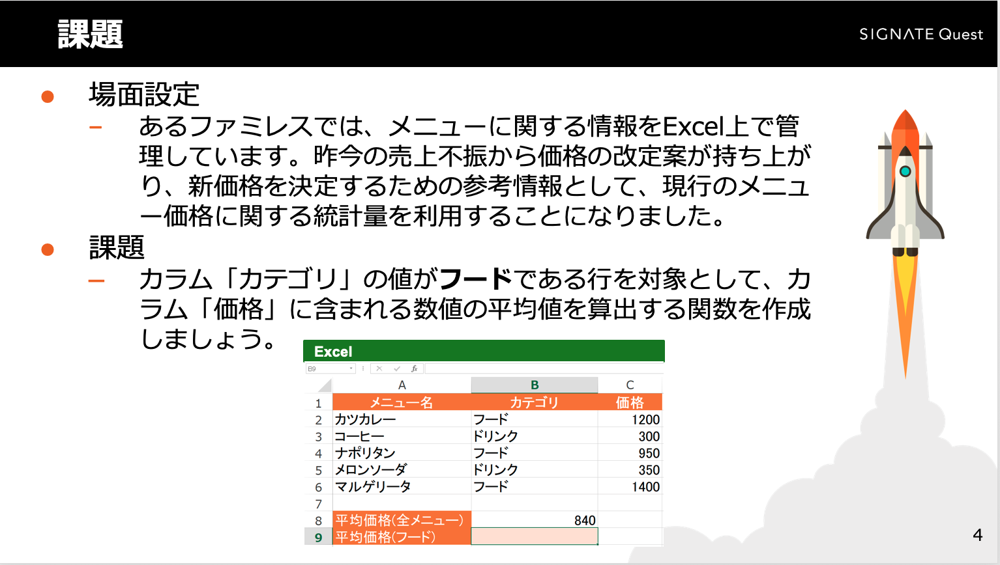 課題
SIGNATE Quest
場面設定
あるファミレスでは、メニューに関する情報をExcel上で管
理しています。昨今の売上不振から価格の改定案が持ち上が
り、新価格を決定するための参考情報として、現行のメニュ
ー価格に関する統計量を利用することになりました。
課題
カラム「カテゴリ」の値がフードである行を対象として、カ
ラム「価格」に含まれる数値の平均値を算出する関数を作成
しましょう。
Excel
B9 fx
A B C
1 メニュー名 カテゴリ 価格
2 カツカレー フード 1200
3 コーヒー ドリンク 300
4 ナポリタン フード 950
5 メロンソーダ ドリンク 350
6 マルゲリータ フード 1400
7
8 平均価格(全メニュー) 840
9 平均価格(フード)
4